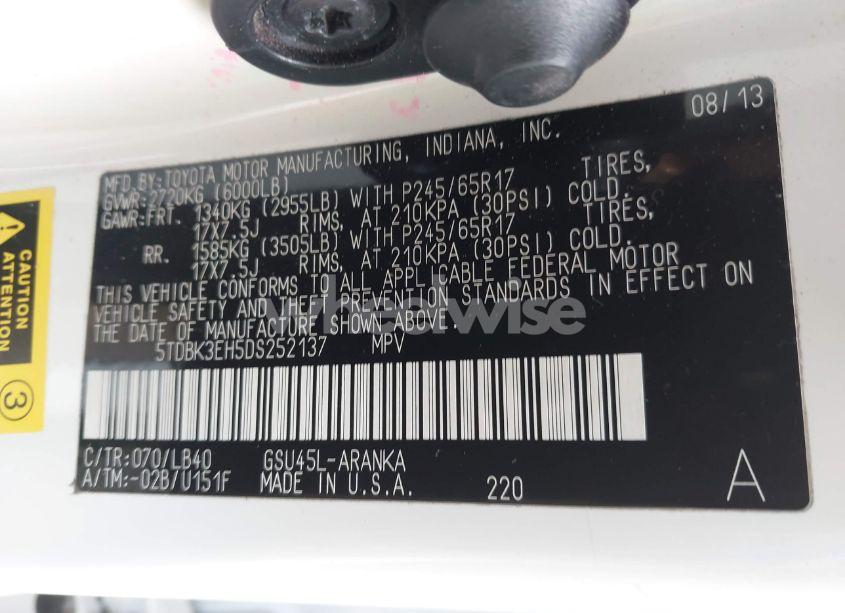 08/13
MFD.BY:TOYOTA MOTOR MANUFACTURING, INDIANA, INC.
GVWR:2720KG (6000LB)
GAWR:FRT. 1340KG (2955LB) WITH P245/65R17 TIRES,
17X7.5J RIMS, AT 210KPA (30PSI) COLD.
RR. 1585KG (3505LB) WITH P245/65R17 TIRES,
17X7.5J RIMS, AT 210KPA (30PSI) COLD.
THIS VEHICLE CONFORMS TO ALL APPLICABLE FEDERAL MOTOR
VEHICLE SAFETY AND THEFT PREVENTION STANDARDS IN EFFECT ON
THE DATE OF MANUFACTURE SHOWN ABOVE.
5TDBK3EH5DS252137 MPV
C/TR:070/LB40 GSU45L-ARANKA
A/TM:-02B/U151F MADE IN U.S.A. 220 A
CAUTION
ATTENTION
3
wheelwise